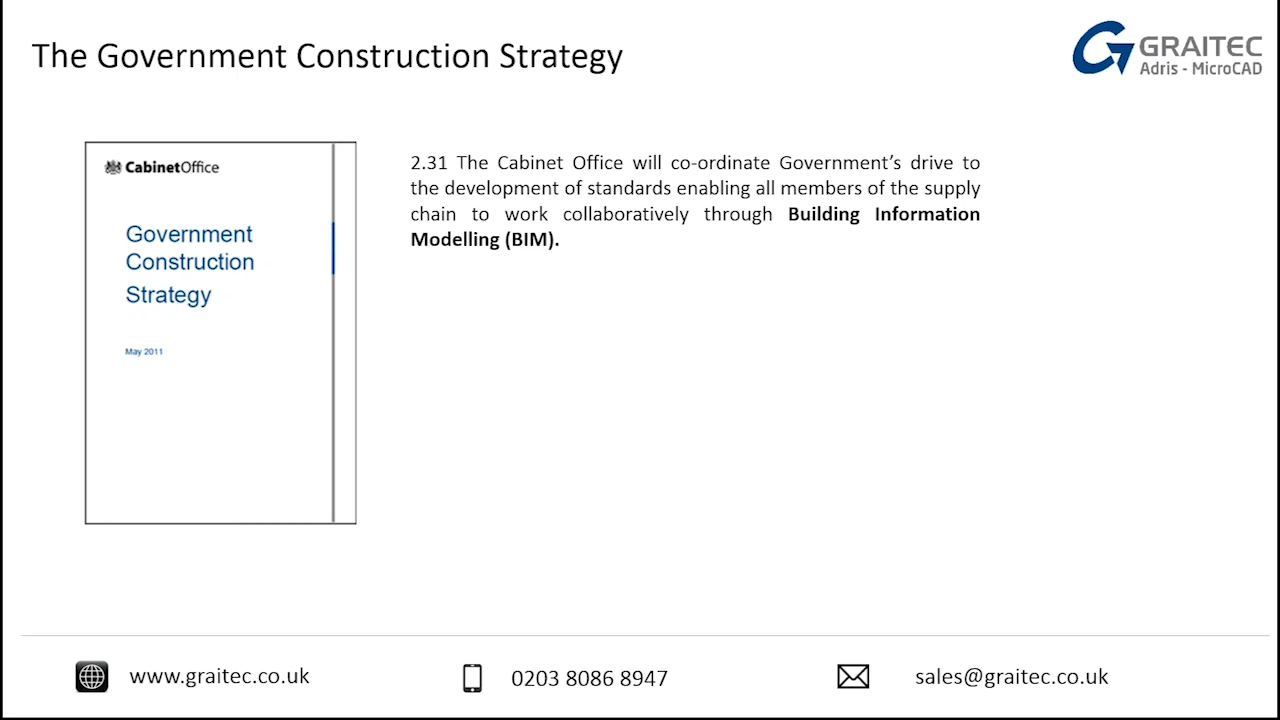 The Government Construction Strategy
GRAITEC
Adris - MicroCAD
CabinetOffice
Government
Construction
Strategy
May 2011
2.31 The Cabinet Office will co-ordinate Government’s drive to
the development of standards enabling all members of the supply
chain to work collaboratively through Building Information
Modelling (BIM).
www.graitec.co.uk
0203 8086 8947
sales@graitec.co.uk